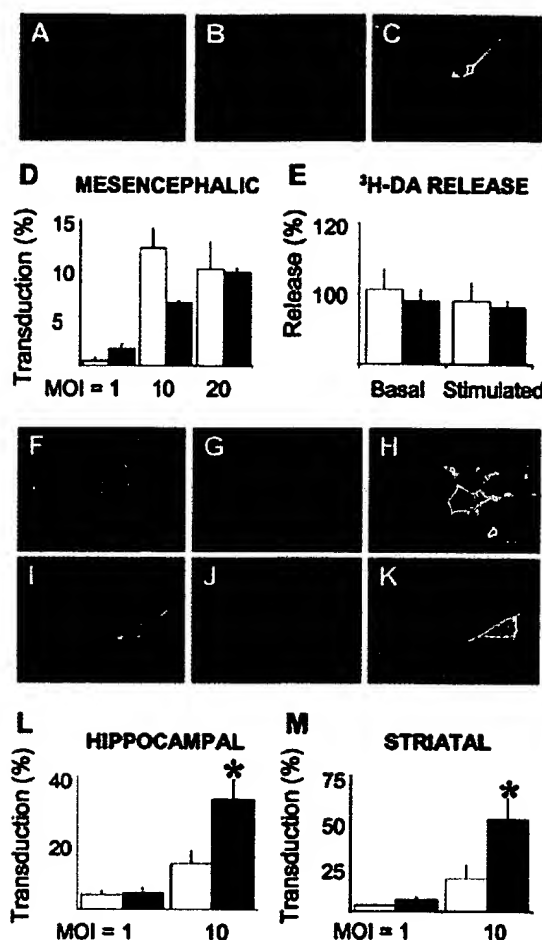 A B C
D MESENCEPHALIC
Transduction (%)
15
10
5
MOI = 1 10 20
E ³H-DA RELEASE
Release (%)
120
100
Basal Stimulated
F G H
I J K
L HIPPOCAMPAL
Transduction (%)
40
20
*
MOI = 1 10
M STRIATAL
Transduction (%)
75
50
25
*
MOI = 1 10